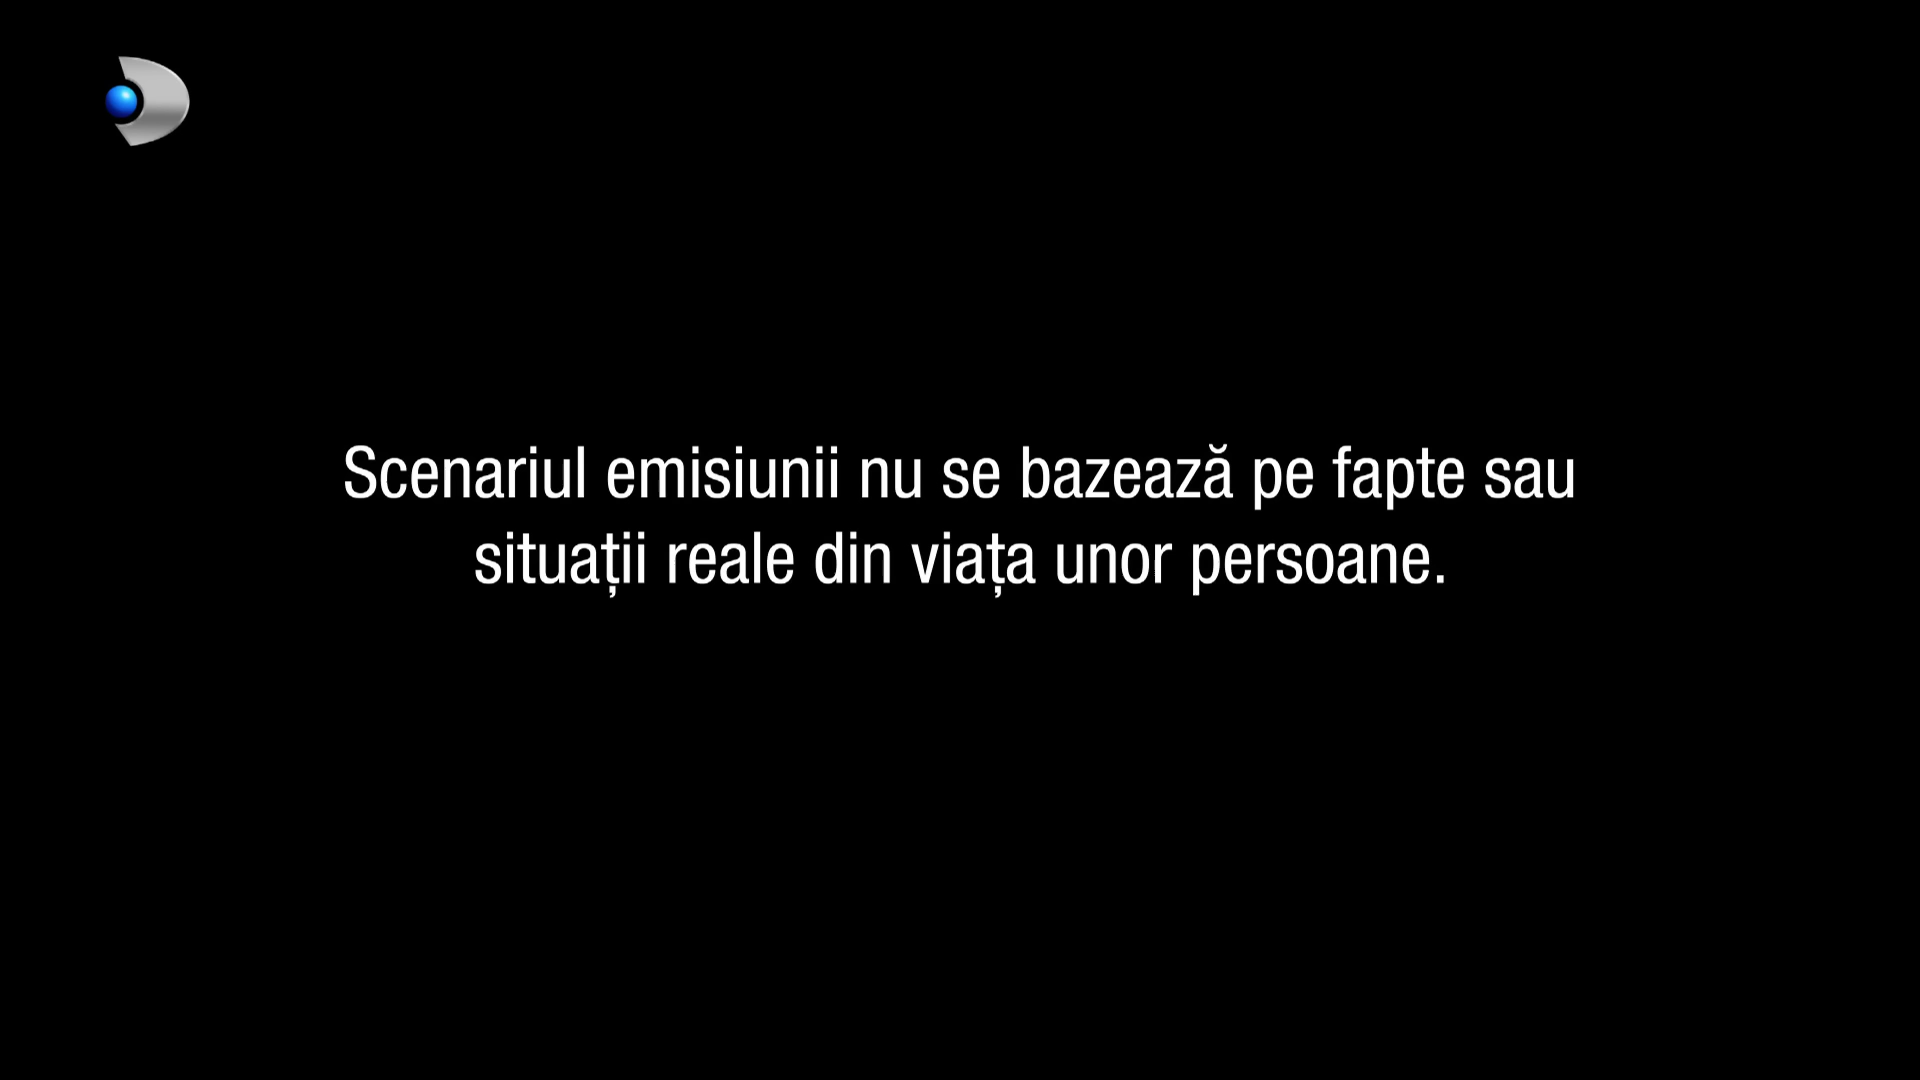 Scenariul emisiunii nu se bazează pe fapte sau
situații reale din viața unor persoane.